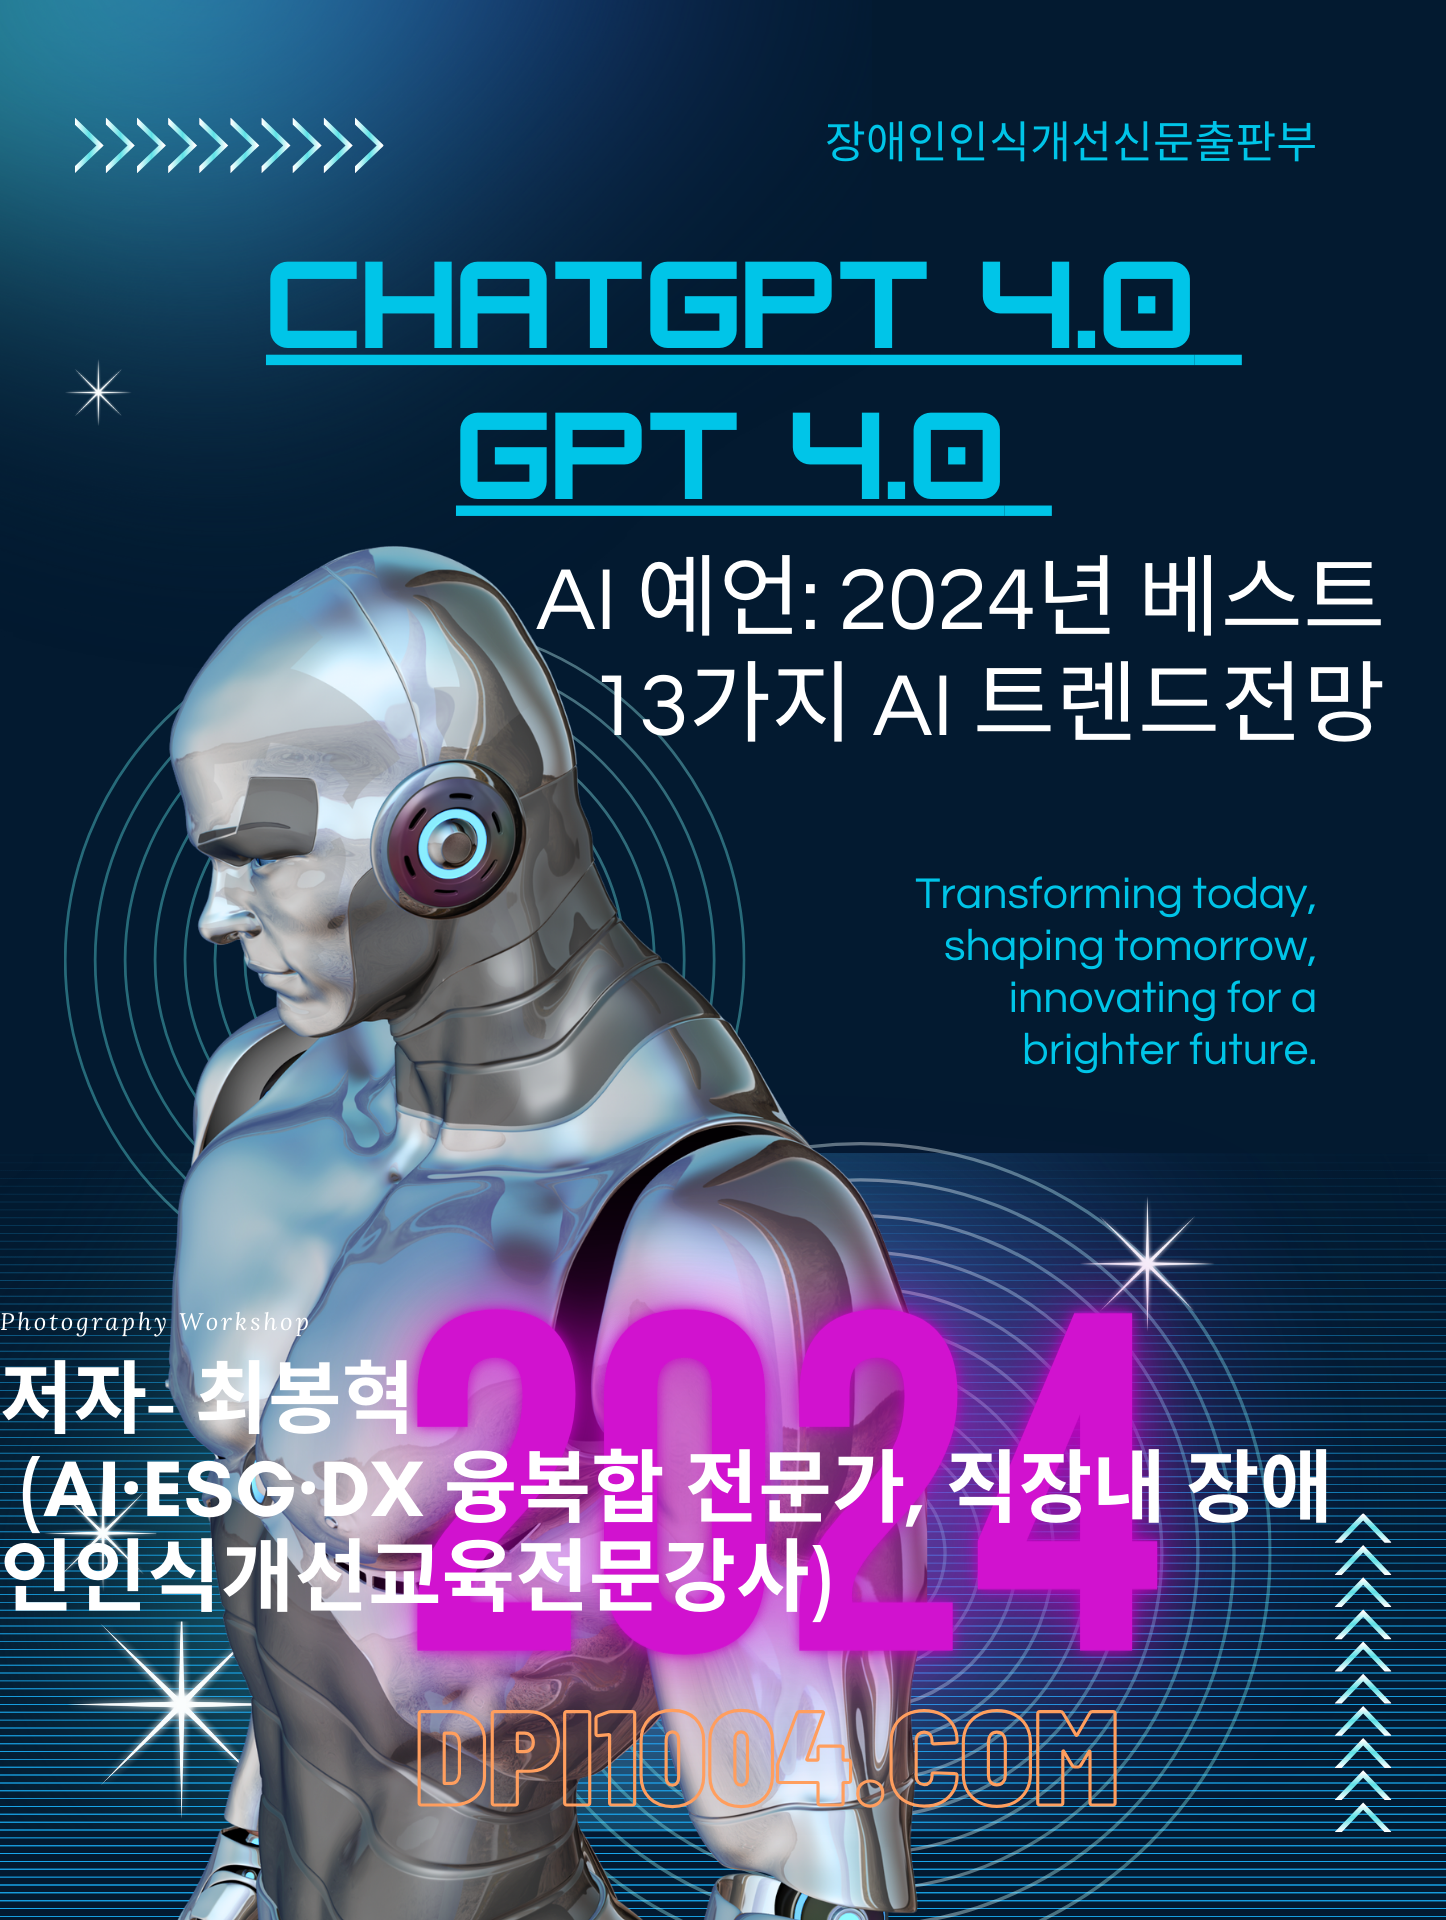 장애인인식개선신문출판부
CHATGPT 4.0
GPT 4.0
AI 예언: 2024년 베스트
13가지 AI 트렌드전망
Transforming today,
shaping tomorrow,
innovating for a
brighter future.
Photography Workshop
2024
저자- 최봉혁
(AI·ESG·DX 융복합 전문가, 직장내 장애
인인식개선교육전문강사)
DPI1004.COM